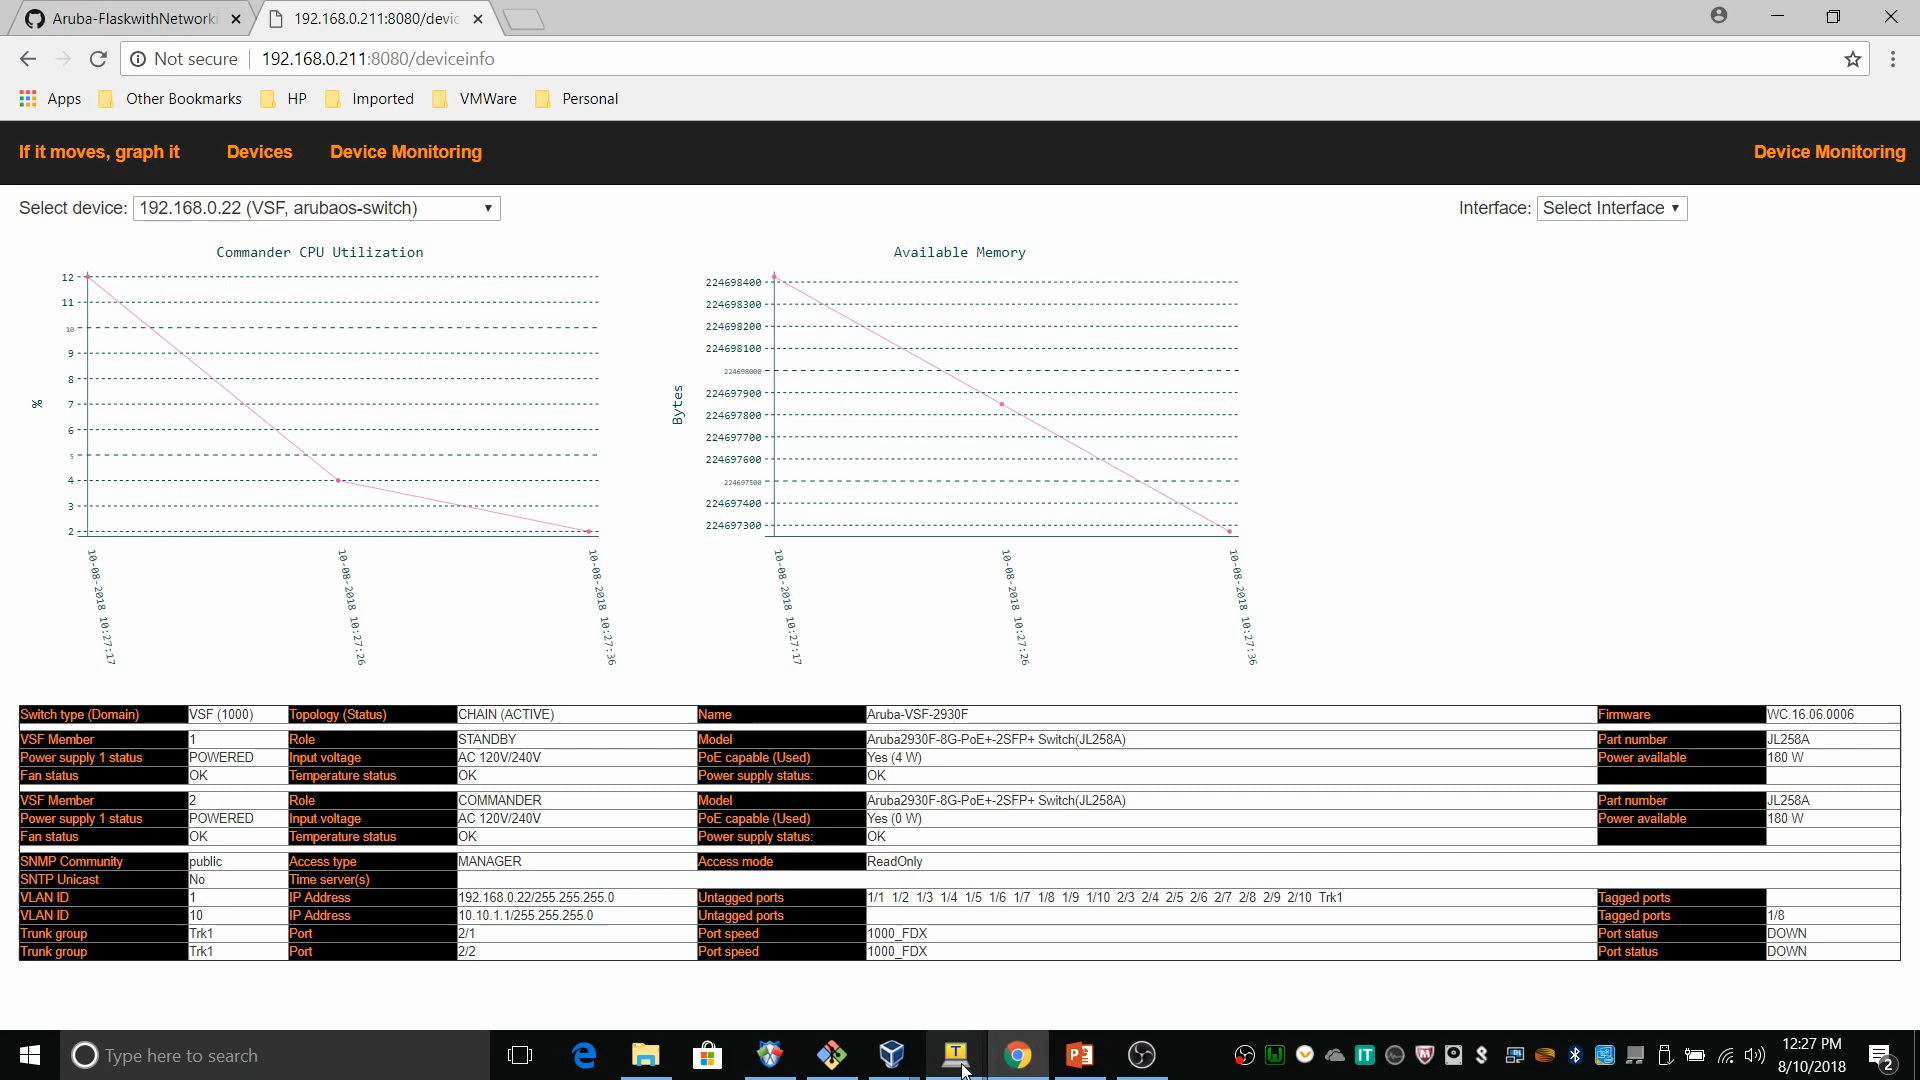 Aruba-FlaskwithNetworki
192.168.0.211:8080/devic
Not secure
192.168.0.211:8080/deviceinfo
Apps
Other Bookmarks
HP
Imported
VMWare
Personal
If it moves, graph it
Devices
Device Monitoring
Device Monitoring
Select device: 192.168.0.22 (VSF, arubaos-switch)
Interface: Select Interface
Commander CPU Utilization
12
11
10
9
8
7
6
5
4
3
2
%
10-08-2018 10:27:17
10-08-2018 10:27:26
10-08-2018 10:27:36
Available Memory
224698400
224698300
224698200
224698100
224698000
224697900
224697800
224697700
224697600
224697500
224697400
224697300
Bytes
10-08-2018 10:27:17
10-08-2018 10:27:26
10-08-2018 10:27:36
Switch type (Domain) VSF (1000) Topology (Status) CHAIN (ACTIVE) Name Aruba-VSF-2930F Firmware WC.16.06.0006
VSF Member 1 Role STANDBY Model Aruba2930F-8G-PoE+-2SFP+ Switch(JL258A) Part number JL258A
Power supply 1 status POWERED Input voltage AC 120V/240V PoE capable (Used) Yes (4 W) Power available 180 W
Fan status OK Temperature status OK Power supply status: OK
VSF Member 2 Role COMMANDER Model Aruba2930F-8G-PoE+-2SFP+ Switch(JL258A) Part number JL258A
Power supply 1 status POWERED Input voltage AC 120V/240V PoE capable (Used) Yes (0 W) Power available 180 W
Fan status OK Temperature status OK Power supply status: OK
SNMP Community public Access type MANAGER Access mode ReadOnly
SNTP Unicast No Time server(s)
VLAN ID 1 IP Address 192.168.0.22/255.255.255.0 Untagged ports 1/1 1/2 1/3 1/4 1/5 1/6 1/7 1/8 1/9 1/10 2/3 2/4 2/5 2/6 2/7 2/8 2/9 2/10 Trk1 Tagged ports
VLAN ID 10 IP Address 10.10.1.1/255.255.255.0 Untagged ports Tagged ports 1/8
Trunk group Trk1 Port 2/1 Port speed 1000_FDX Port status DOWN
Trunk group Trk1 Port 2/2 Port speed 1000_FDX Port status DOWN
Type here to search
12:27 PM
8/10/2018
2